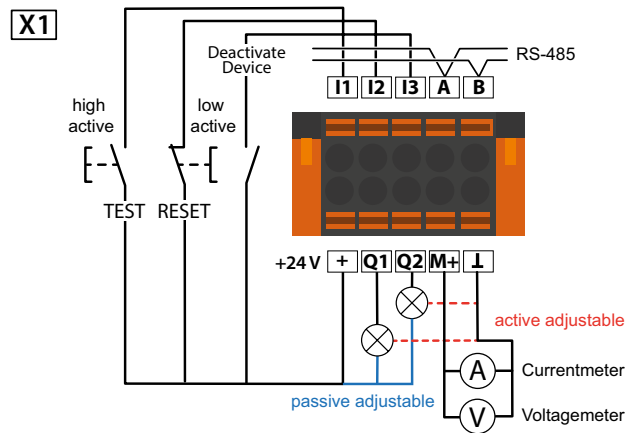 X1
Deactivate
Device
RS-485
I1 I2 I3 A B
high
active
low
active
TEST RESET
+24 V + Q1 Q2 M+ ⊥
active adjustable
passive adjustable
A Currentmeter
V Voltagemeter